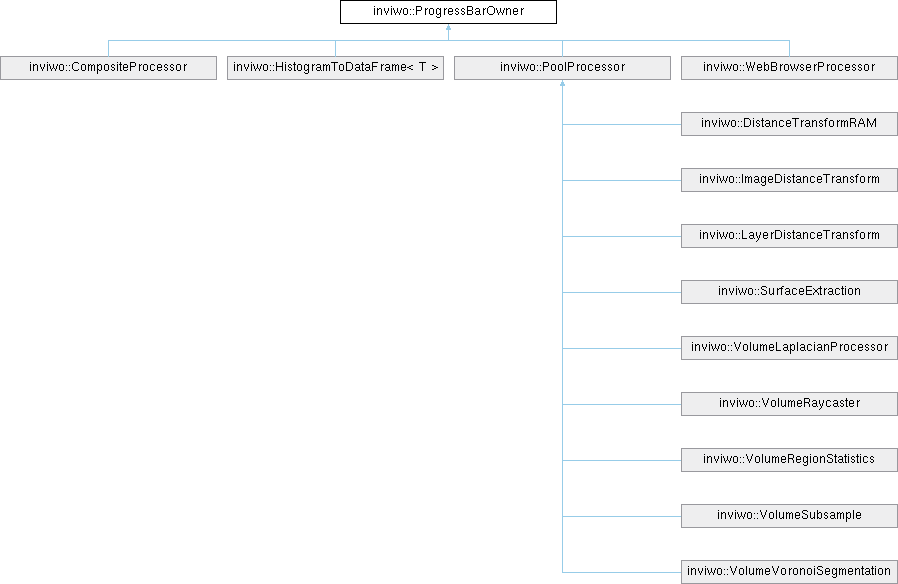 inviwo::ProgressBarOwner
inviwo::CompositeProcessor
inviwo::HistogramToDataFrame< T >
inviwo::PoolProcessor
inviwo::WebBrowserProcessor
inviwo::DistanceTransformRAM
inviwo::ImageDistanceTransform
inviwo::LayerDistanceTransform
inviwo::SurfaceExtraction
inviwo::VolumeLaplacianProcessor
inviwo::VolumeRaycaster
inviwo::VolumeRegionStatistics
inviwo::VolumeSubsample
inviwo::VolumeVoronoiSegmentation